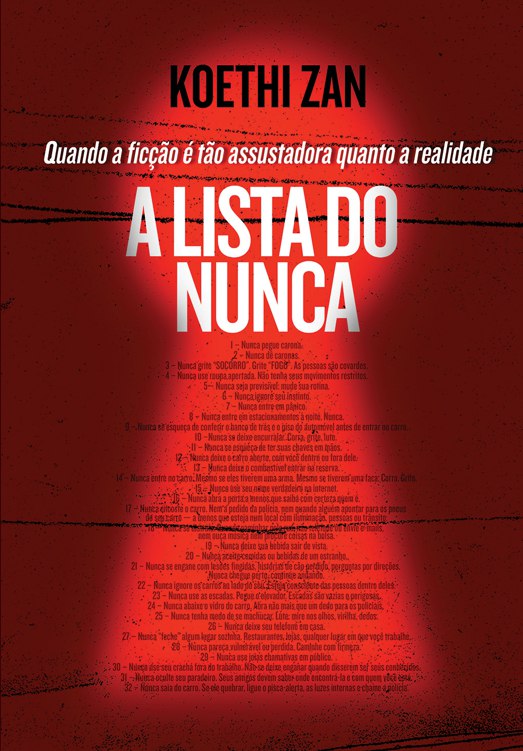 KOETHI ZAN
Quando a ficção é tão assustadora quanto a realidade
A LISTA DO
NUNCA
1 – Nunca pegue carona.
2 – Nunca dê caronas.
3 – Nunca grite "SOCORRO". Grite "FOGO". As pessoas são covardes.
4 – Nunca use roupa apertada. Não tenha seus movimentos restritos.
5 – Nunca seja previsível: mude sua rotina.
6 – Nunca ignore seu instinto.
7 – Nunca entre em pânico.
8 – Nunca entre em estacionamentos à noite. Nunca.
9 – Nunca se esqueça de conferir o banco de trás e o piso do automóvel antes de entrar no carro.
10 – Nunca se deixe encurralar. Corra, grite, lute.
11 – Nunca se esqueça de ter suas chaves em mãos.
12 – Nunca deixe o carro aberto, com você dentro ou fora dele.
13 – Nunca deixe o combustível entrar na reserva.
14 – Nunca entre no carro. Mesmo se eles tiverem uma arma. Mesmo se tiverem uma faca: Corra. Grite.
15 – Nunca use seu nome verdadeiro na internet.
16 – Nunca abra a porta a menos que saiba com certeza quem é.
17 – Nunca encoste o carro. Nem a pedido da polícia, nem quando alguém apontar para os pneus
do seu carro — a menos que esteja num local com iluminação, pessoas ou trânsito.
nem ouça música nem procure coisas na bolsa.
19 – Nunca deixe sua bebida sair de vista.
20 – Nunca aceite comidas ou bebidas de um estranho.
21 – Nunca se engane com lesões fingidas, histórias de cão perdido, perguntas por direções.
Nunca chegue perto, continue andando.
22 – Nunca ignore os carros ao lado do seu. Esteja consciente das pessoas dentro deles.
23 – Nunca use as escadas. Pegue o elevador. Escadas são vazias e perigosas.
24 – Nunca abaixe o vidro do carro. Abra não mais que um dedo para os policiais.
25 – Nunca tenha medo de se machucar. Lute: mire nos olhos, virilha, dedos.
26 – Nunca deixe seu telefone em casa.
27 – Nunca "feche" algum lugar sozinha. Restaurantes, lojas, qualquer lugar em que você trabalhe.
28 – Nunca pareça vulnerável ou perdida. Caminhe com firmeza.
29 – Nunca use joias chamativas em público.
30 – Nunca use seu crachá fora do trabalho. Não se deixe enganar quando disserem ser seus conhecidos.
31 – Nunca oculte seu paradeiro. Seus amigos devem saber onde encontrá-la e com quem você está.
32 – Nunca saia do carro. Se ele quebrar, ligue o pisca-alerta, as luzes internas e chame a polícia.